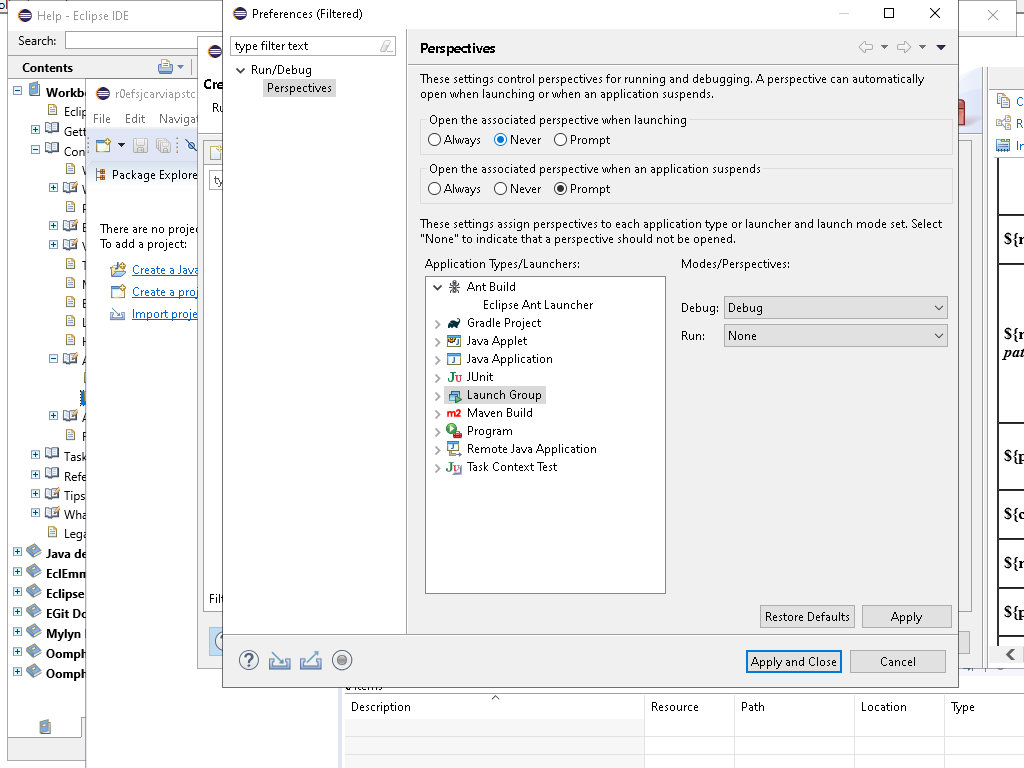 Help - Eclipse IDE
Search:
Contents
Workb
Eclip
Gett
Con
Task
Refe
Tips
Wha
Lega
Java de
EclEmm
Eclipse
EGit Do
Mylyn
Oomph
Oomph
r0efsjcarviapstc
File Edit Navigat
Package Explore
There are no proje
To add a project:
Create a Java
Create a proj
Import proje
Cre
Ru
ty
Filt
Preferences (Filtered)
type filter text
Run/Debug
Perspectives
Perspectives
These settings control perspectives for running and debugging. A perspective can automatically
open when launching or when an application suspends.
Open the associated perspective when launching
Always Never Prompt
Open the associated perspective when an application suspends
Always Never Prompt
These settings assign perspectives to each application type or launcher and launch mode set. Select
"None" to indicate that a perspective should not be opened.
Application Types/Launchers:
Ant Build
Eclipse Ant Launcher
Gradle Project
Java Applet
Java Application
JUnit
Launch Group
Maven Build
Program
Remote Java Application
Task Context Test
Modes/Perspectives:
Debug: Debug
Run: None
Restore Defaults Apply
Apply and Close Cancel
Description Resource Path Location Type
In
${r
${r
pat
${p
${c
${r
${p